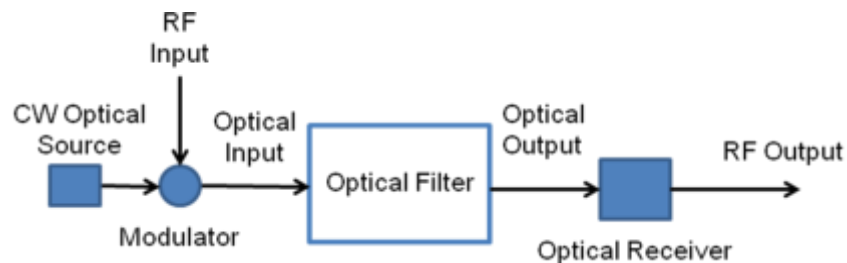 RF
Input
CW Optical
Source
Optical
Input
Optical
Output
RF Output
Optical Filter
Modulator
Optical Receiver